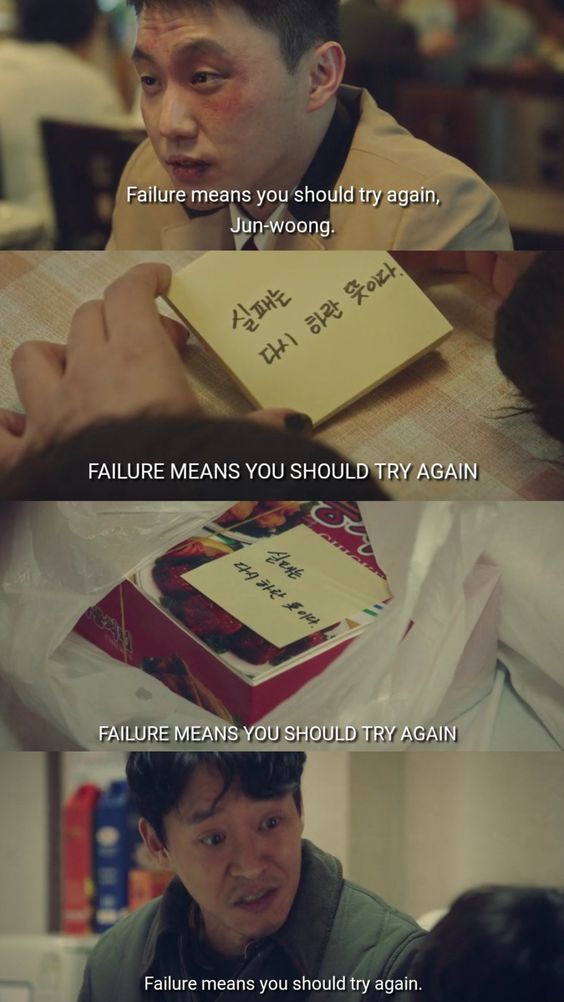 Failure means you should try again,
Jun-woong.
실패는
다시 하란 뜻이다.
FAILURE MEANS YOU SHOULD TRY AGAIN
실패는
다시 하란 뜻이다.
FAILURE MEANS YOU SHOULD TRY AGAIN
Failure means you should try again.